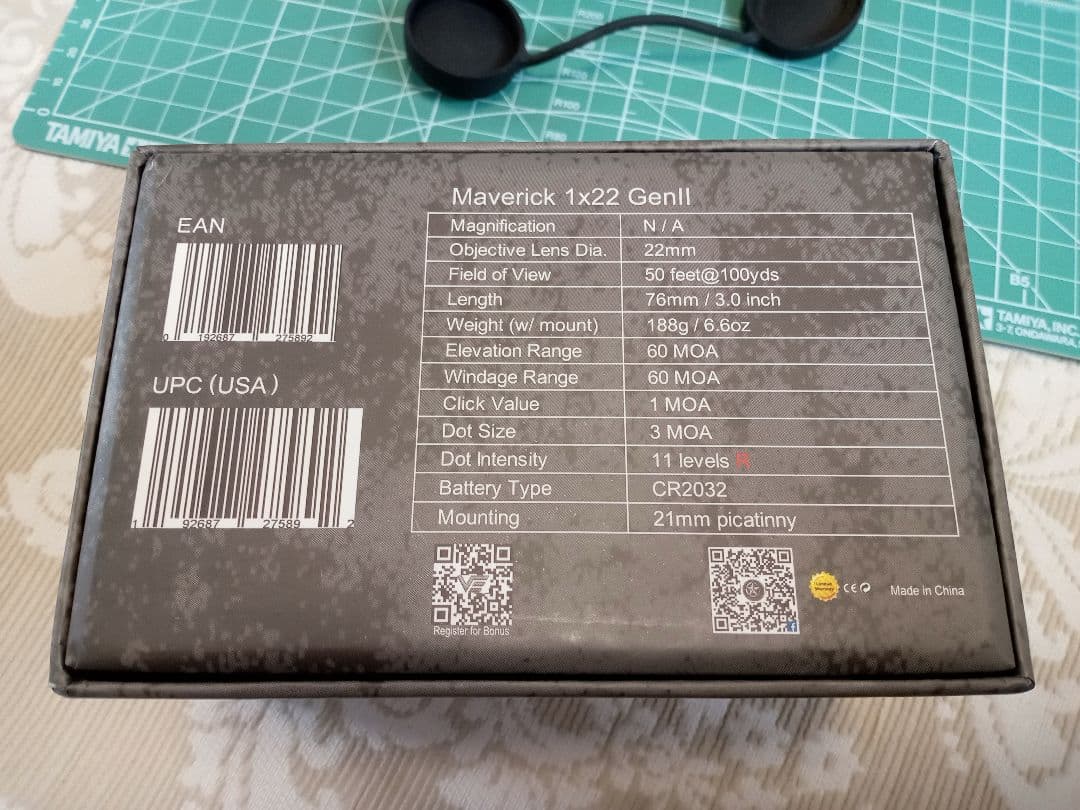 TAMIYA
B5
TAMIYA, INC.
Maverick 1x22 GenII
EAN
0 192687 275892
UPC (USA)
1 92687 27589 2
Magnification N / A
Objective Lens Dia. 22mm
Field of View 50 feet@100yds
Length 76mm / 3.0 inch
Weight (w/ mount) 188g / 6.6oz
Elevation Range 60 MOA
Windage Range 60 MOA
Click Value 1 MOA
Dot Size 3 MOA
Dot Intensity 11 levels R
Battery Type CR2032
Mounting 21mm picatinny
Register for Bonus
CE
Made in China